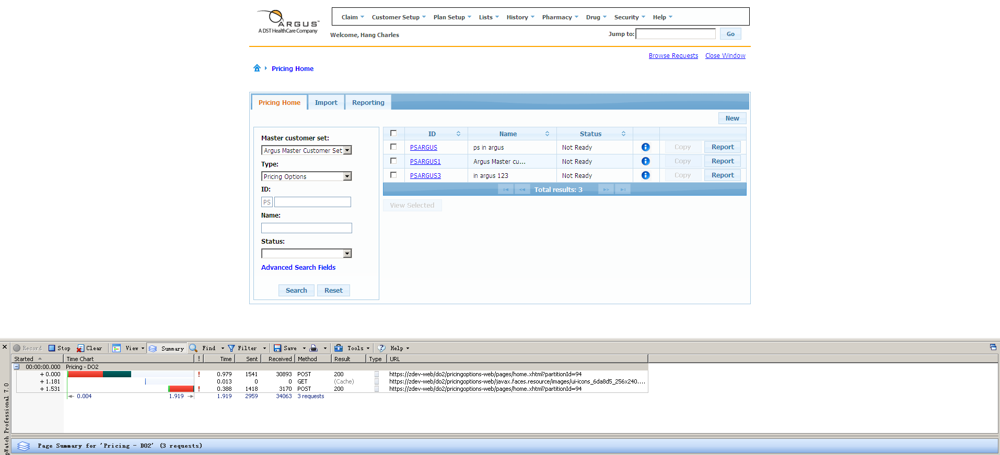 ARGUS™
A DST HealthCare Company
Claim Customer Setup Plan Setup Lists History Pharmacy Drug Security Help
Welcome, Hang Charles
Jump to: Go
Browse Requests Close Window
Pricing Home
Pricing Home Import Reporting
New
Master customer set:
Argus Master Customer Set
Type:
Pricing Options
ID:
PS
Name:
Status:
Advanced Search Fields
Search Reset
ID Name Status
PSARGUS ps in argus Not Ready Copy Report
PSARGUS1 Argus Master cu... Not Ready Copy Report
PSARGUS3 in argus 123 Not Ready Copy Report
Total results: 3
View Selected
Record Stop Clear View Summary Find Filter Save Tools Help
Started Time Chart ! Time Sent Received Method Result Type URL
00:00:00.000 Pricing - DO2
+ 0.000 ! 0.979 1541 30893 POST 200 https://zdev-web/do2/pricingoptions-web/pages/home.xhtml?partitionId=94
+ 1.181 0.013 0 0 GET (Cache) https://zdev-web/do2/pricingoptions-web/javax.faces.resource/images/ui-icons_6da8d5_256x240....
+ 1.531 ! 0.388 1418 3170 POST 200 https://zdev-web/do2/pricingoptions-web/pages/home.xhtml?partitionId=94
0.004 1.919 1.919 2959 34063 3 requests
pWatch Professional 7.0
Page Summary for 'Pricing - DO2' (3 requests)